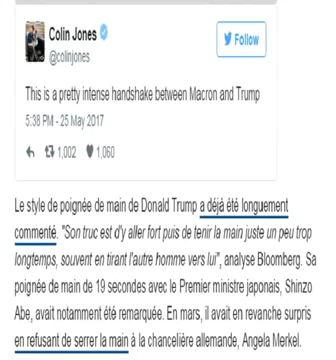 Colin Jones
@colinjones
Follow
This is a pretty intense handshake between Macron and Trump
5:38 PM - 25 May 2017
1,002 1,060
Le style de poignée de main de Donald Trump a déjà été longuement
commenté. "Son truc est d'y aller fort puis de tenir la main juste un peu trop
longtemps, souvent en tirant l'autre homme vers lui", analyse Bloomberg. Sa
poignée de main de 19 secondes avec le Premier ministre japonais, Shinzo
Abe, avait notamment été remarquée. En mars, il avait en revanche surpris
en refusant de serrer la main à la chancelière allemande, Angela Merkel.